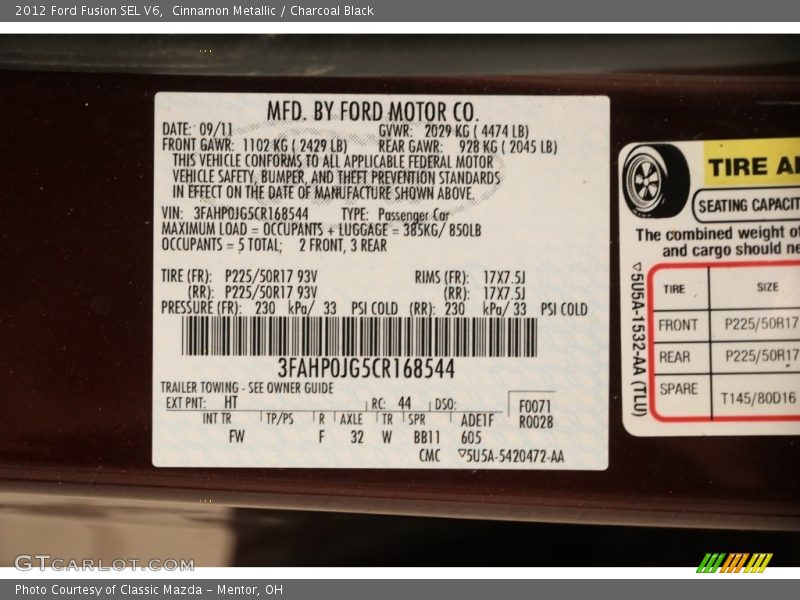 2012 Ford Fusion SEL V6,  Cinnamon Metallic / Charcoal Black
MFD. BY FORD MOTOR CO.
DATE: 09/11 GVWR: 2029 KG ( 4474 LB)
FRONT GAWR: 1102 KG ( 2429 LB) REAR GAWR: 928 KG ( 2045 LB)
THIS VEHICLE CONFORMS TO ALL APPLICABLE FEDERAL MOTOR
VEHICLE SAFETY, BUMPER, AND THEFT PREVENTION STANDARDS
IN EFFECT ON THE DATE OF MANUFACTURE SHOWN ABOVE.
VIN: 3FAHP0JG5CR168544 TYPE: Passenger Car
MAXIMUM LOAD = OCCUPANTS + LUGGAGE = 385KG/ 850LB
OCCUPANTS = 5 TOTAL; 2 FRONT, 3 REAR
TIRE (FR): P225/50R17 93V RIMS (FR): 17X7.5J
(RR): P225/50R17 93V (RR): 17X7.5J
PRESSURE (FR): 230 kPa/ 33 PSI COLD (RR): 230 kPa/ 33 PSI COLD
3FAHP0JG5CR168544
TRAILER TOWING - SEE OWNER GUIDE
EXT PNT: HT RC: 44 DSO: F0071
INT TR TP/PS R AXLE TR SPR ADE1F R0028
FW F 32 W BB11 605
CMC ▽5U5A-5420472-AA
TIRE A
SEATING CAPACIT
The combined weight of
and cargo should ne
▽5U5A-1532-AA (TLU)
TIRE SIZE
FRONT P225/50R17
REAR P225/50R17
SPARE T145/80D16
GTCARLOT.COM
Photo Courtesy of Classic Mazda - Mentor, OH